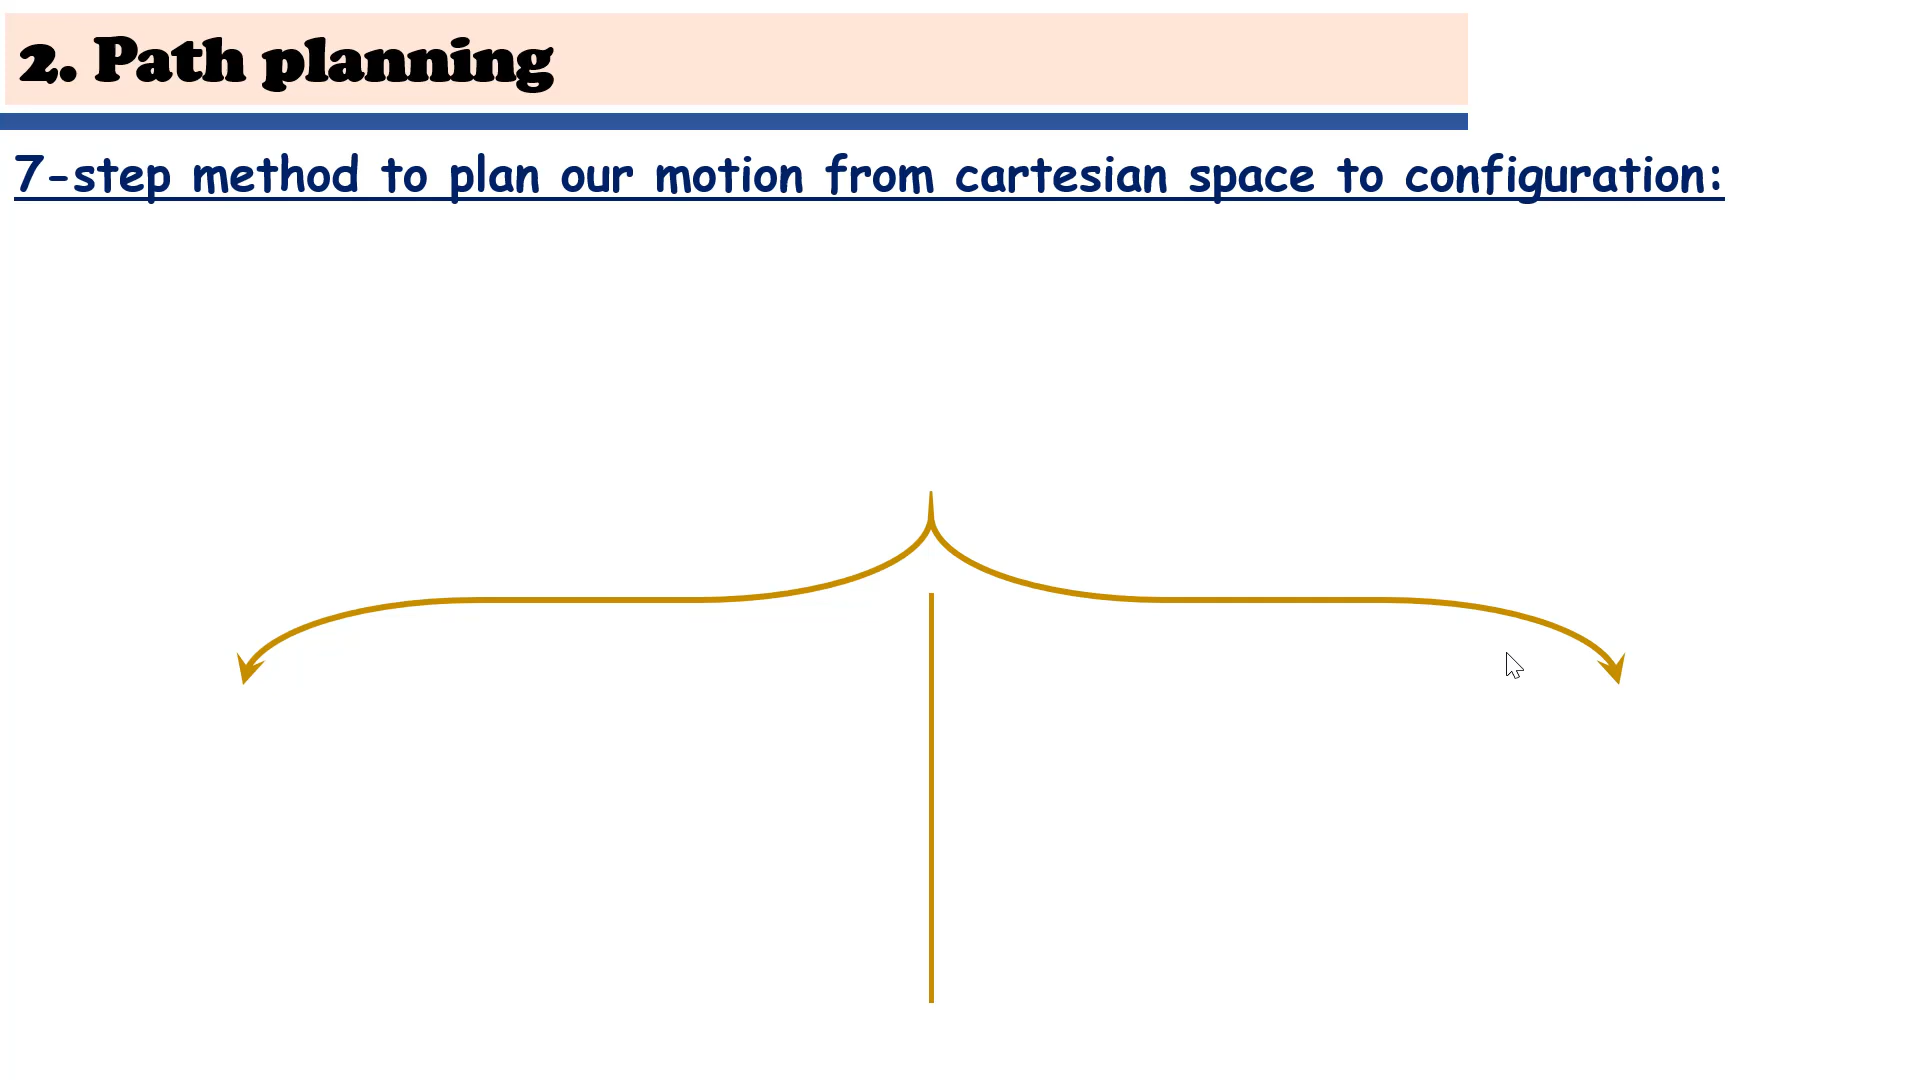 2. Path planning
7-step method to plan our motion from cartesian space to configuration: